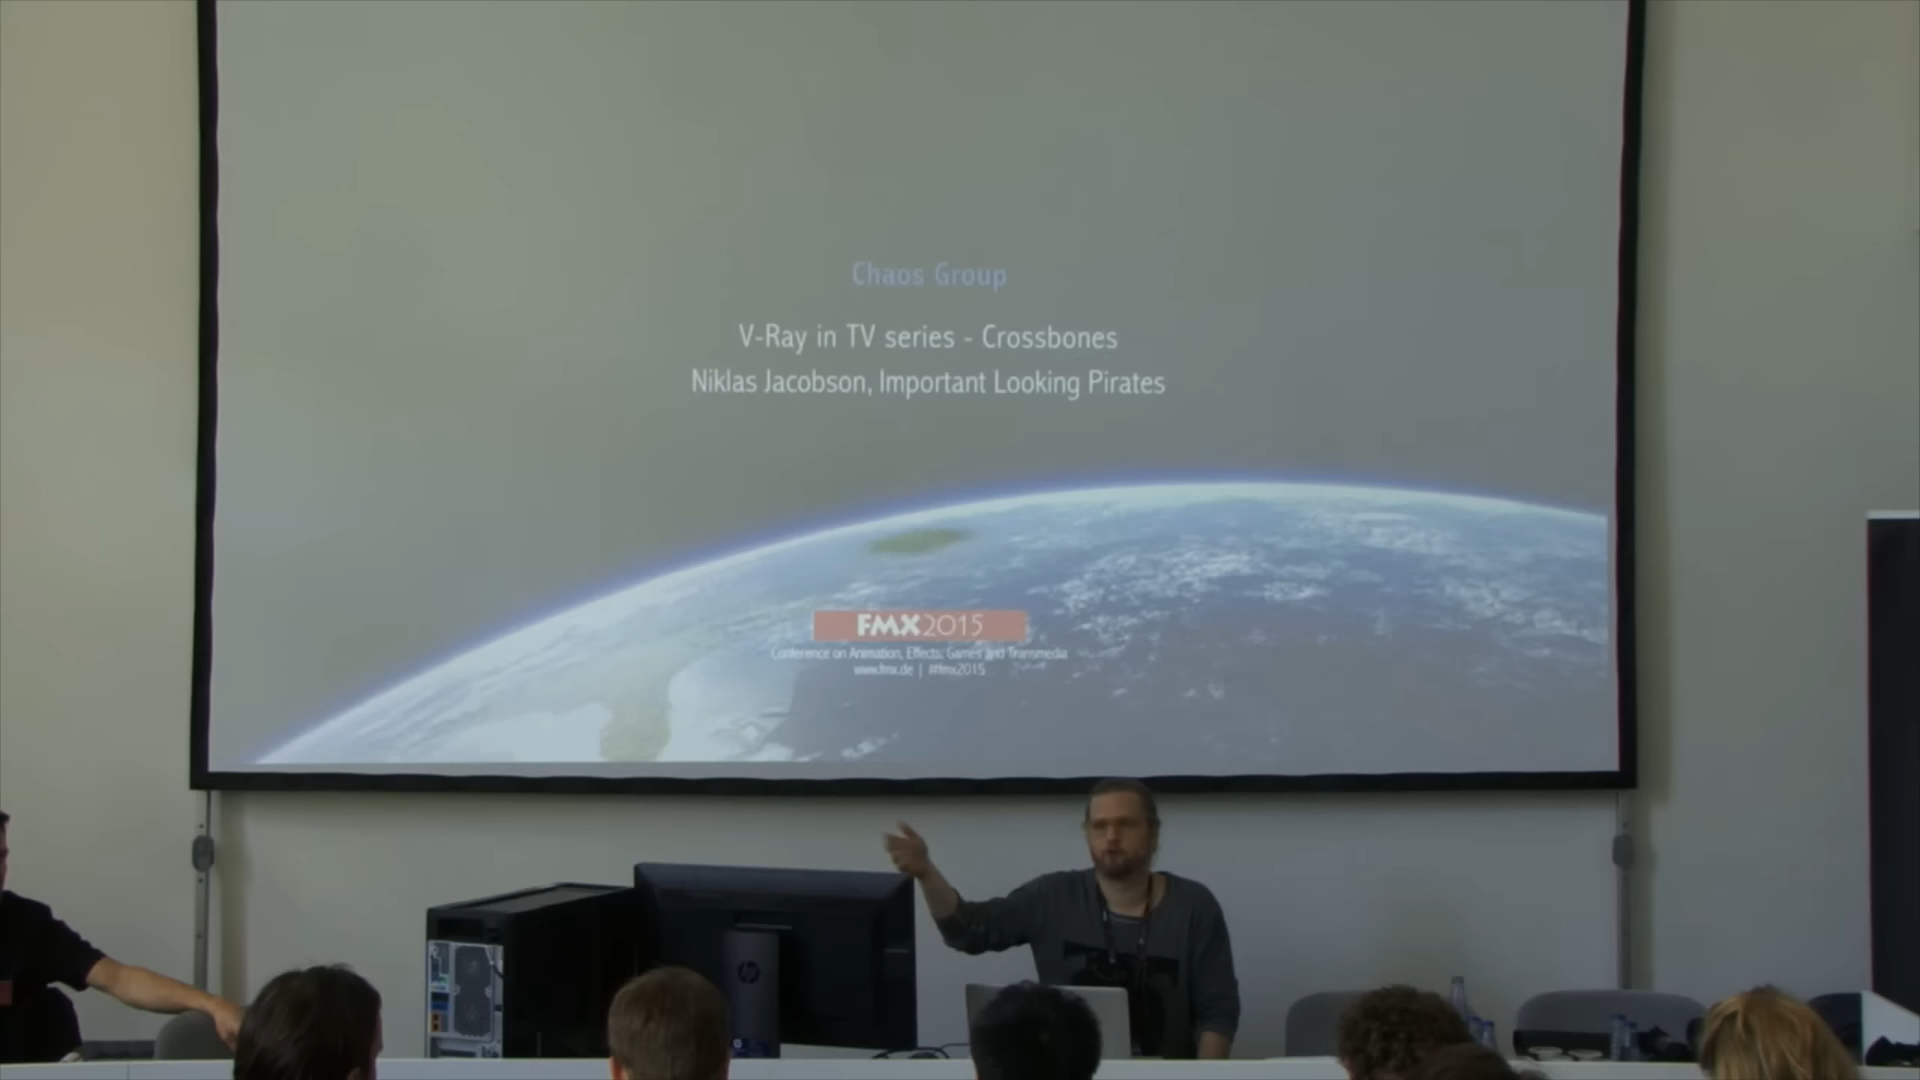 Chaos Group
V-Ray in TV series - Crossbones
Niklas Jacobson, Important Looking Pirates
FMX2015
Conference on Animation, Effects, Games and Transmedia
www.fmx.de | #fmx2015
hp